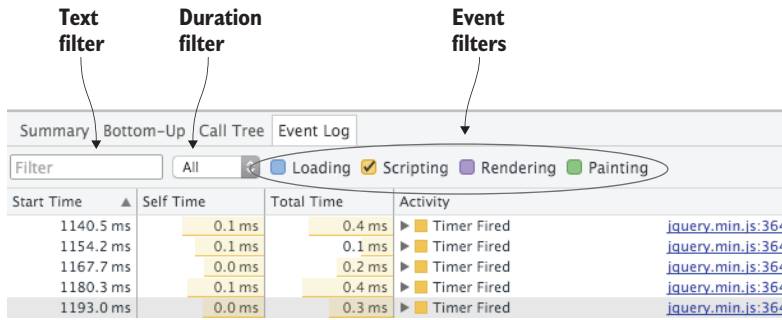 Text filter
Duration filter
Event filters
Summary Bottom-Up Call Tree Event Log
Filter All Loading Scripting Rendering Painting
Start Time Self Time Total Time Activity
1140.5 ms 0.1 ms 0.4 ms Timer Fired jquery.min.js:364
1154.2 ms 0.1 ms 0.1 ms Timer Fired jquery.min.js:364
1167.7 ms 0.0 ms 0.2 ms Timer Fired jquery.min.js:364
1180.3 ms 0.1 ms 0.4 ms Timer Fired jquery.min.js:364
1193.0 ms 0.0 ms 0.3 ms Timer Fired jquery.min.js:364